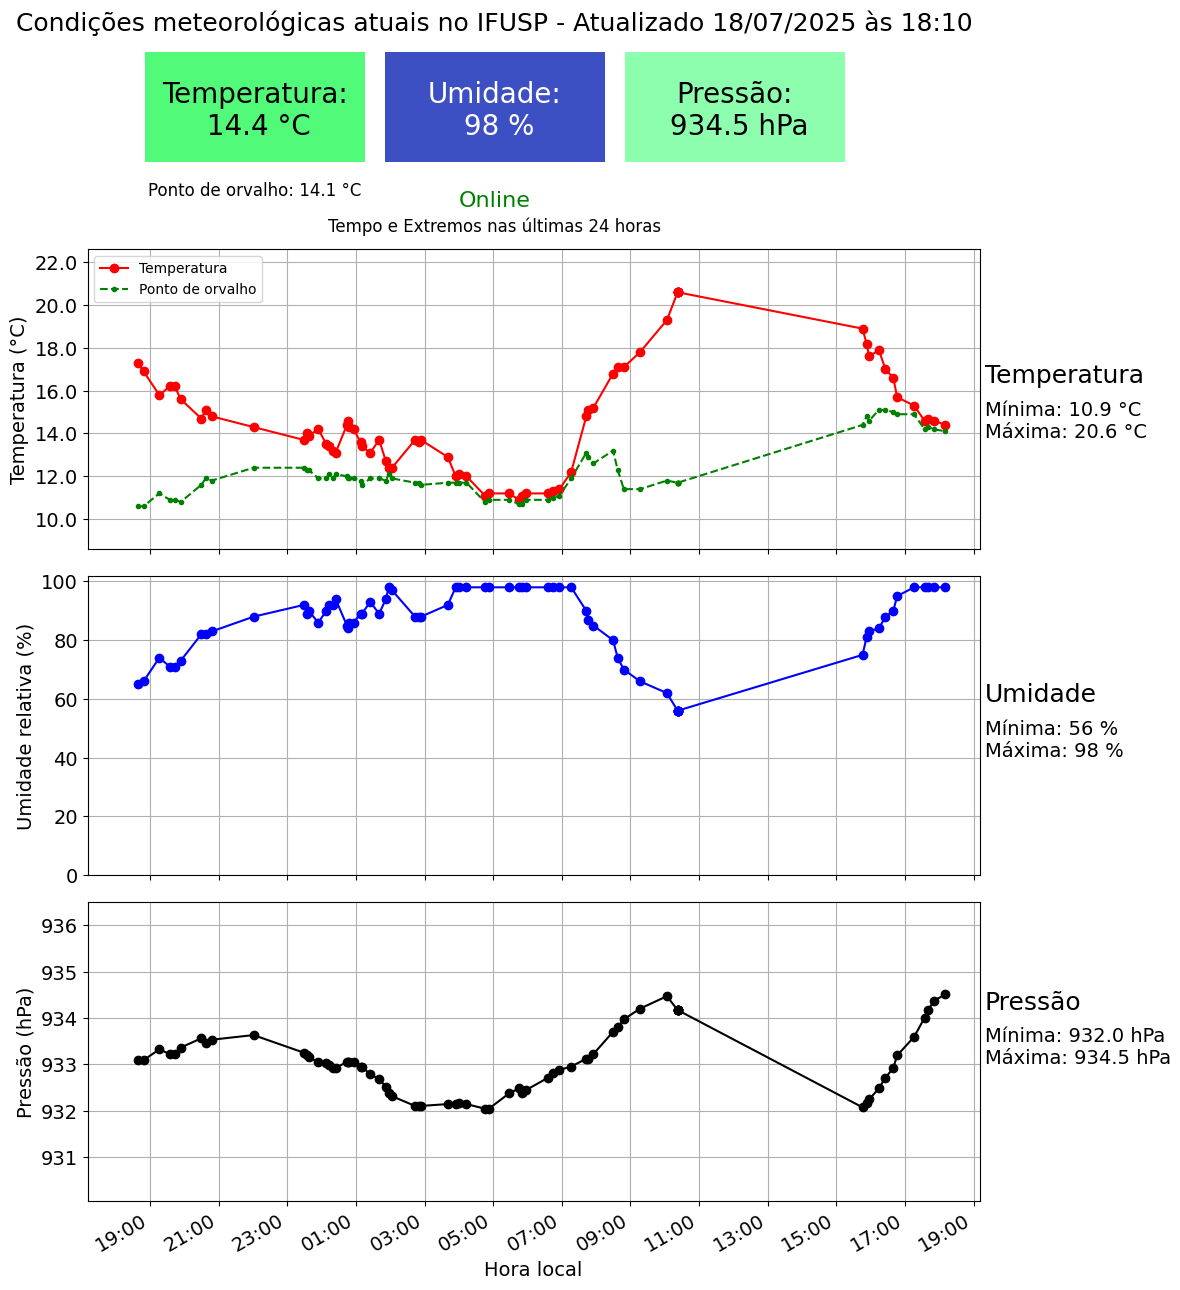 Condições meteorológicas atuais no IFUSP - Atualizado 18/07/2025 às 18:10
Temperatura:
14.4 °C
Umidade:
98 %
Pressão:
934.5 hPa
Ponto de orvalho: 14.1 °C
Online
Tempo e Extremos nas últimas 24 horas
Temperatura (°C)
22.0
20.0
18.0
16.0
14.0
12.0
10.0
Temperatura
Ponto de orvalho
Temperatura
Mínima: 10.9 °C
Máxima: 20.6 °C
Umidade relativa (%)
100
80
60
40
20
0
Umidade
Mínima: 56 %
Máxima: 98 %
Pressão (hPa)
936
935
934
933
932
931
Pressão
Mínima: 932.0 hPa
Máxima: 934.5 hPa
19:00 21:00 23:00 01:00 03:00 05:00 07:00 09:00 11:00 13:00 15:00 17:00 19:00
Hora local